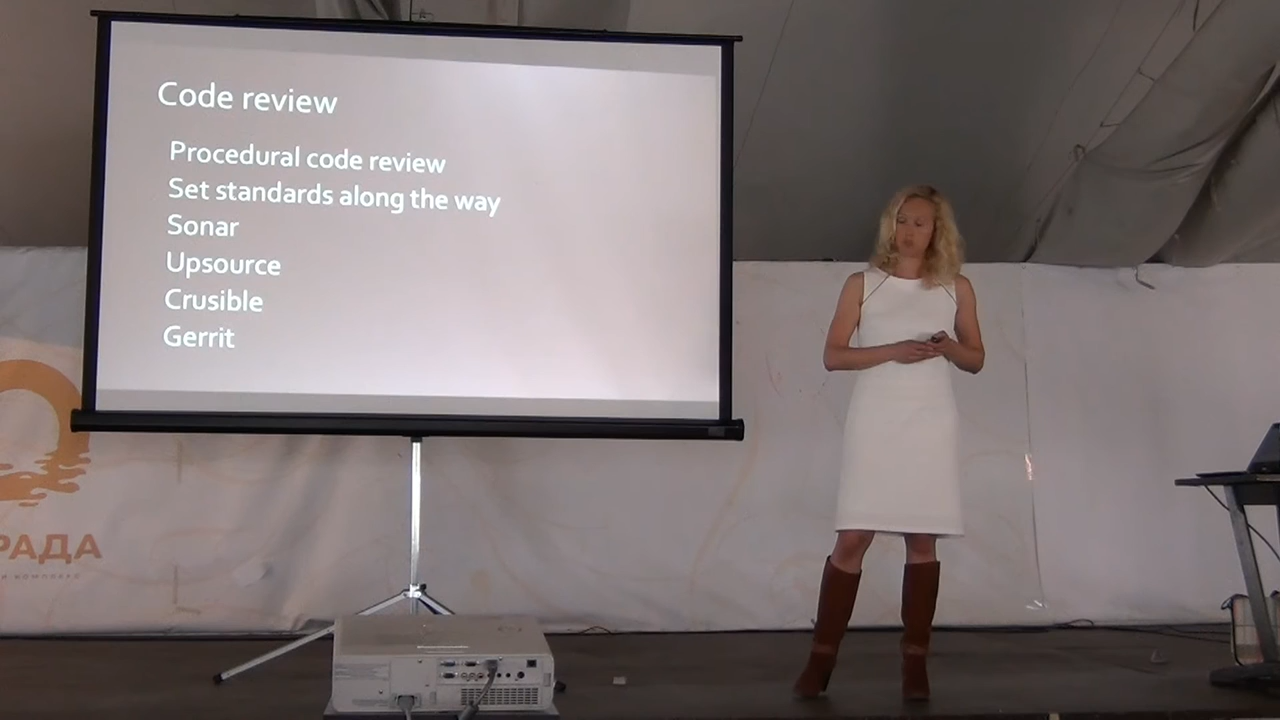 Code review
Procedural code review
Set standards along the way
Sonar
Upsource
Crusible
Gerrit
РАДА